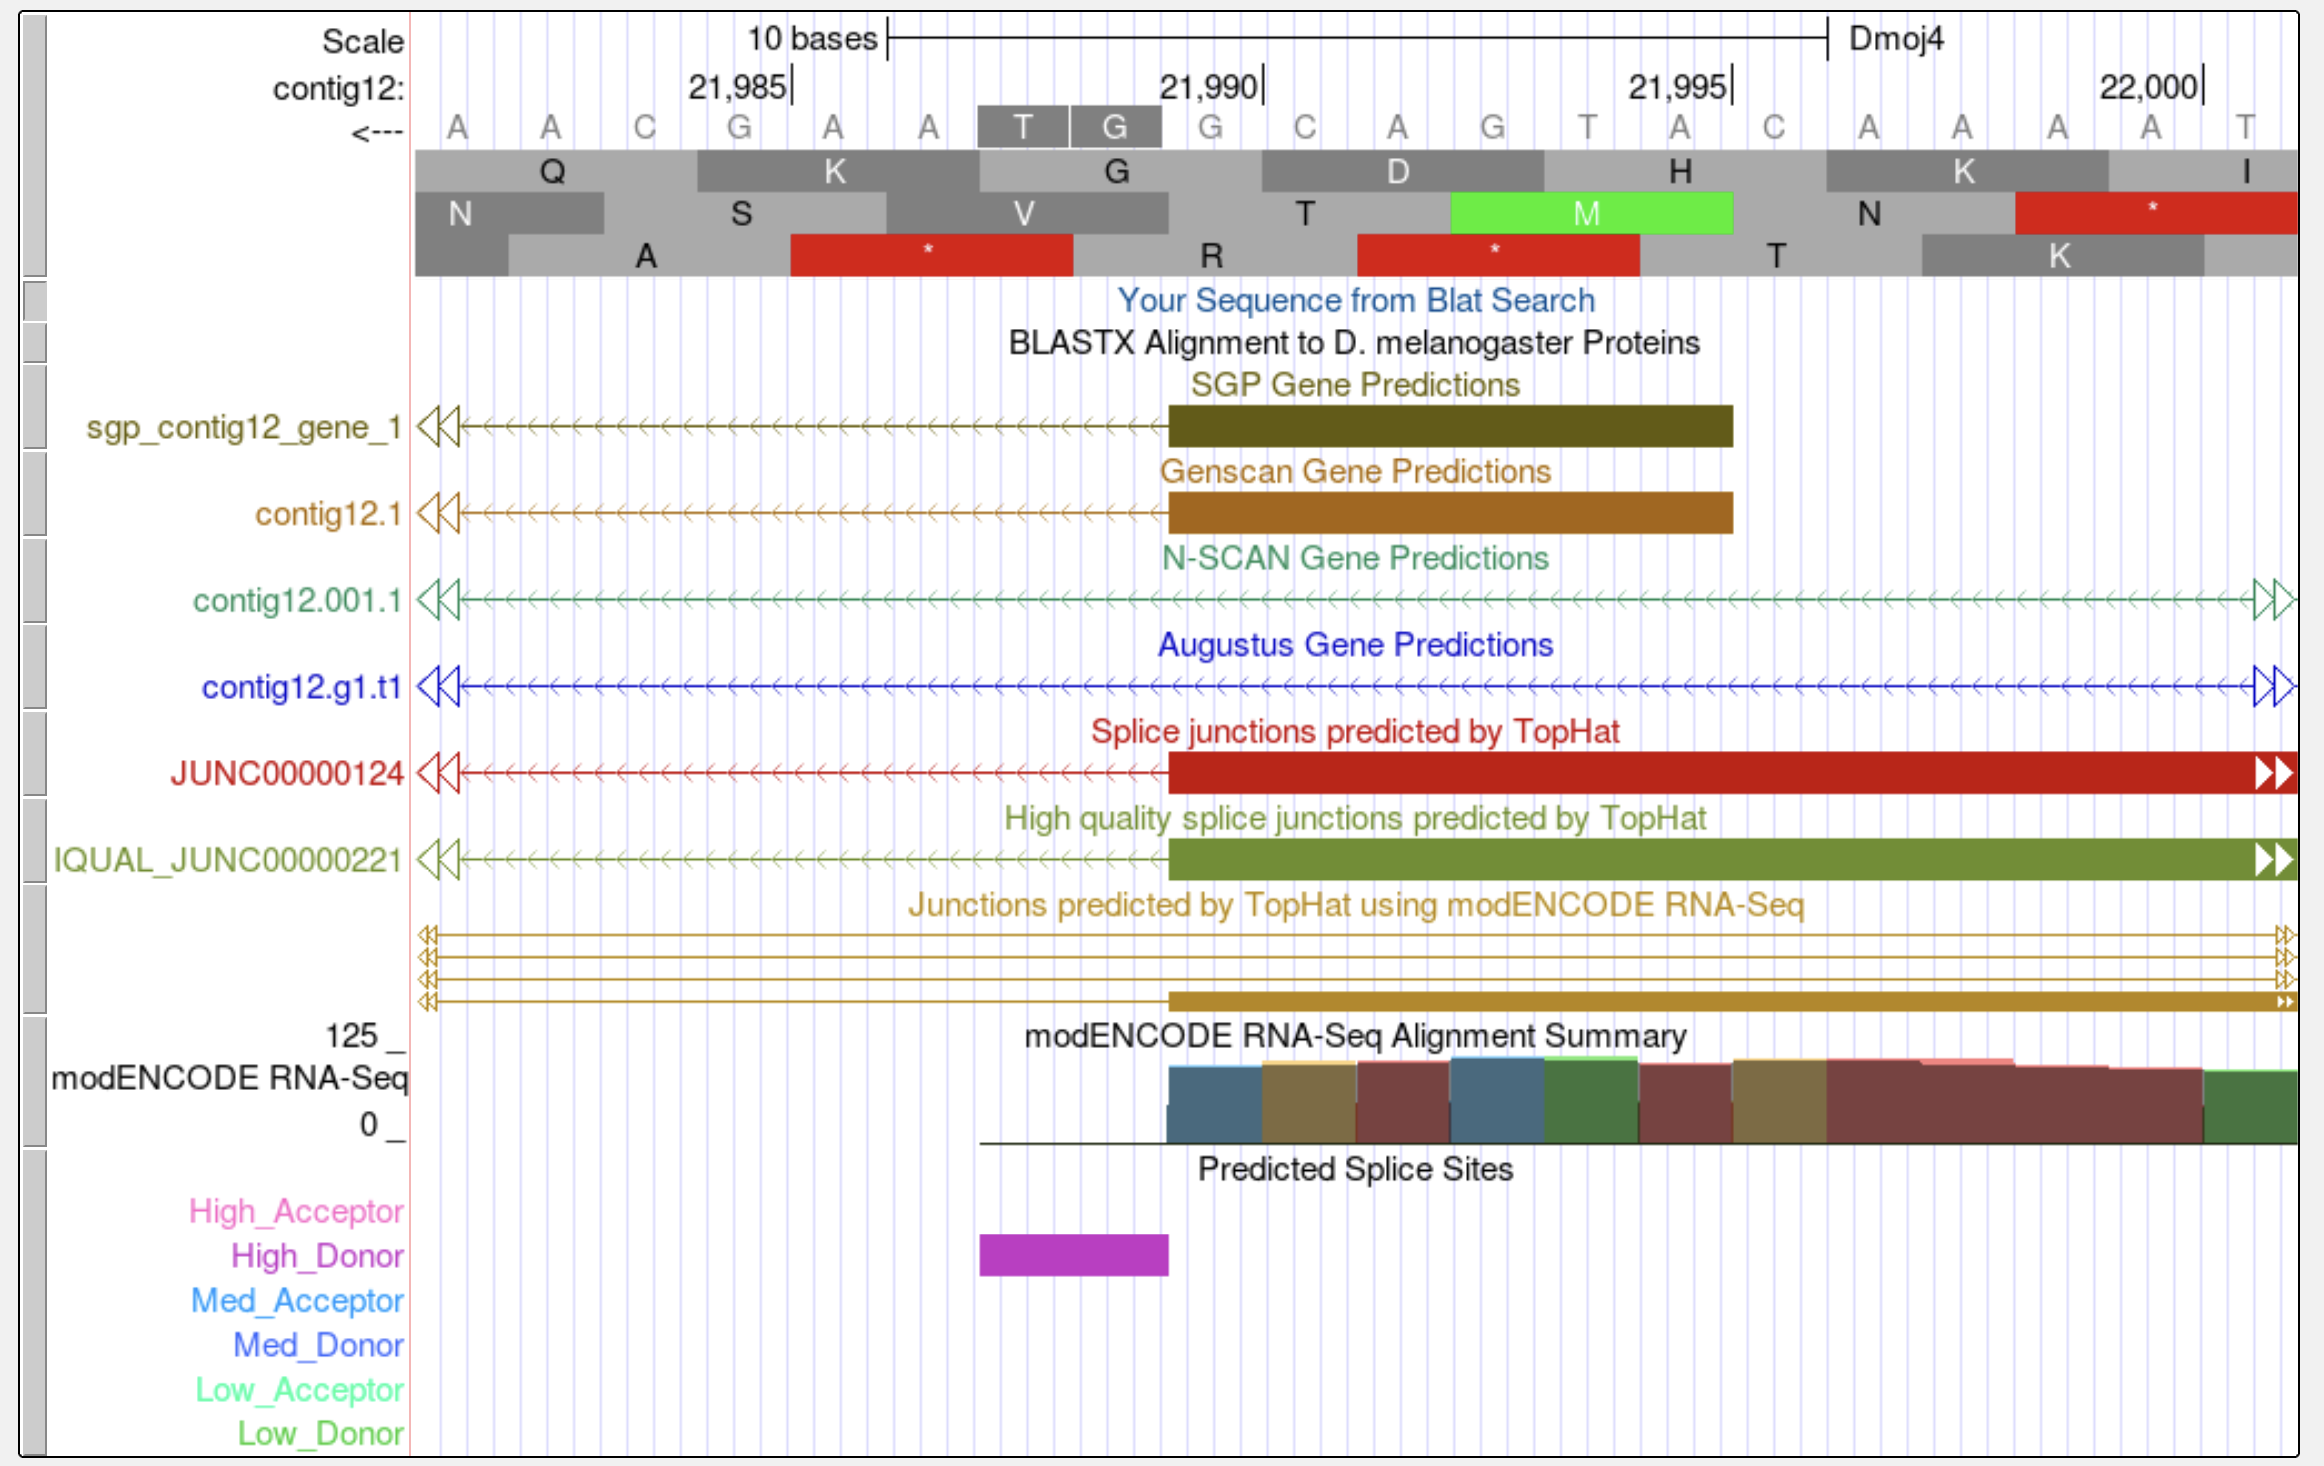 Scale 10 bases Dmoj4
contig12: 21,985 21,990 21,995 22,000
<--- A A C G A A T G G C A G T A C A A A A T
Q K G D H K I
N S V T M N *
A * R * T K
Your Sequence from Blat Search
BLASTX Alignment to D. melanogaster Proteins
SGP Gene Predictions
sgp_contig12_gene_1
Genscan Gene Predictions
contig12.1
N-SCAN Gene Predictions
contig12.001.1
Augustus Gene Predictions
contig12.g1.t1
Splice junctions predicted by TopHat
JUNC00000124
High quality splice junctions predicted by TopHat
IQUAL_JUNC00000221
Junctions predicted by TopHat using modENCODE RNA-Seq
125 _ modENCODE RNA-Seq Alignment Summary
modENCODE RNA-Seq
0 _
Predicted Splice Sites
High_Acceptor
High_Donor
Med_Acceptor
Med_Donor
Low_Acceptor
Low_Donor